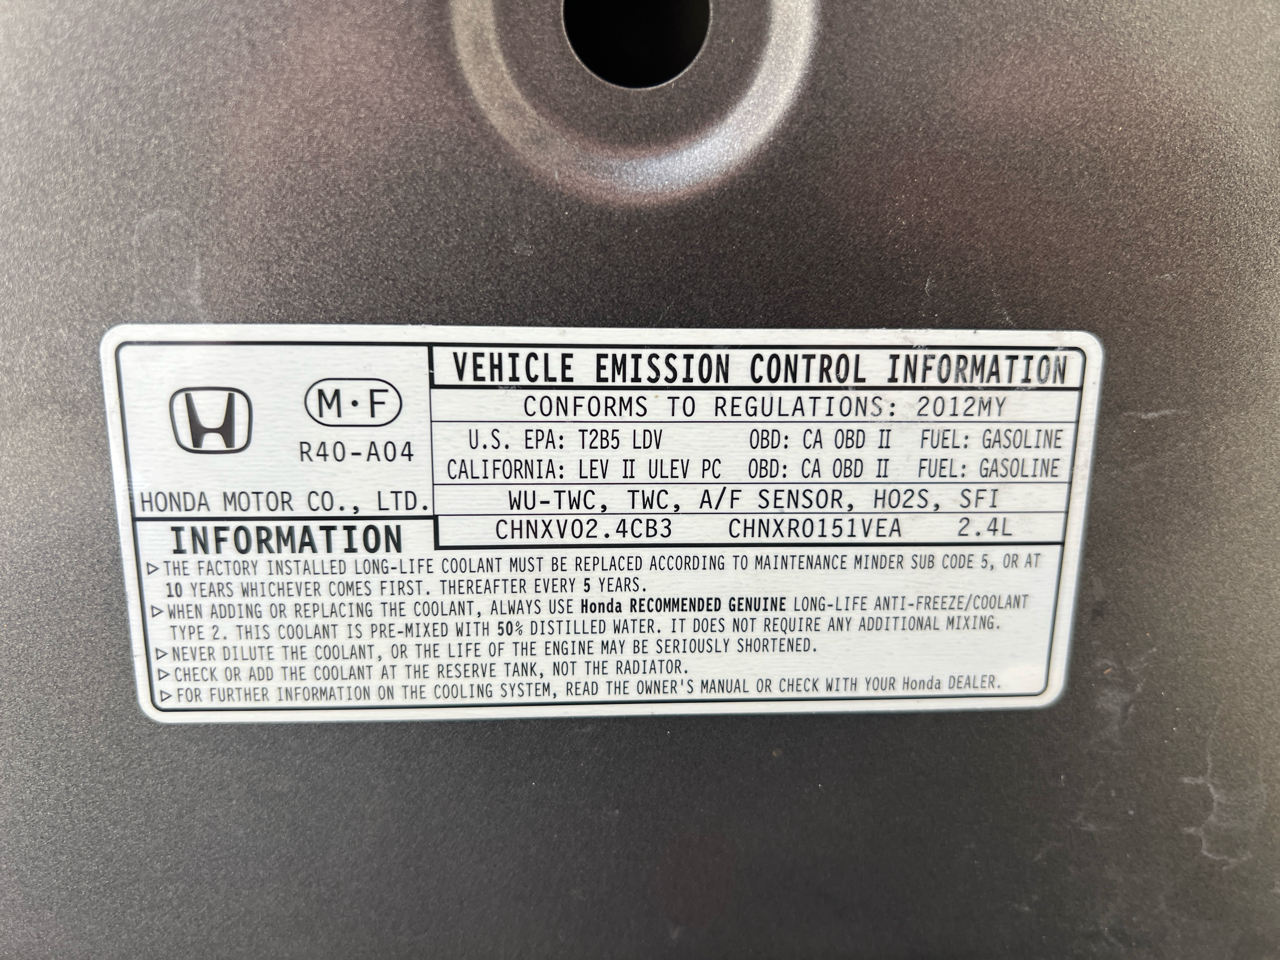 VEHICLE EMISSION CONTROL INFORMATION
M·F
R40-A04
HONDA MOTOR CO., LTD.
CONFORMS TO REGULATIONS: 2012MY
U.S. EPA: T2B5 LDV OBD: CA OBD II FUEL: GASOLINE
CALIFORNIA: LEV II ULEV PC OBD: CA OBD II FUEL: GASOLINE
WU-TWC, TWC, A/F SENSOR, HO2S, SFI
CHNXV02.4CB3 CHNXR0151VEA 2.4L
INFORMATION
▷THE FACTORY INSTALLED LONG-LIFE COOLANT MUST BE REPLACED ACCORDING TO MAINTENANCE MINDER SUB CODE 5, OR AT
10 YEARS WHICHEVER COMES FIRST. THEREAFTER EVERY 5 YEARS.
▷WHEN ADDING OR REPLACING THE COOLANT, ALWAYS USE Honda RECOMMENDED GENUINE LONG-LIFE ANTI-FREEZE/COOLANT
TYPE 2. THIS COOLANT IS PRE-MIXED WITH 50% DISTILLED WATER. IT DOES NOT REQUIRE ANY ADDITIONAL MIXING.
▷NEVER DILUTE THE COOLANT, OR THE LIFE OF THE ENGINE MAY BE SERIOUSLY SHORTENED.
▷CHECK OR ADD THE COOLANT AT THE RESERVE TANK, NOT THE RADIATOR.
▷FOR FURTHER INFORMATION ON THE COOLING SYSTEM, READ THE OWNER'S MANUAL OR CHECK WITH YOUR Honda DEALER.